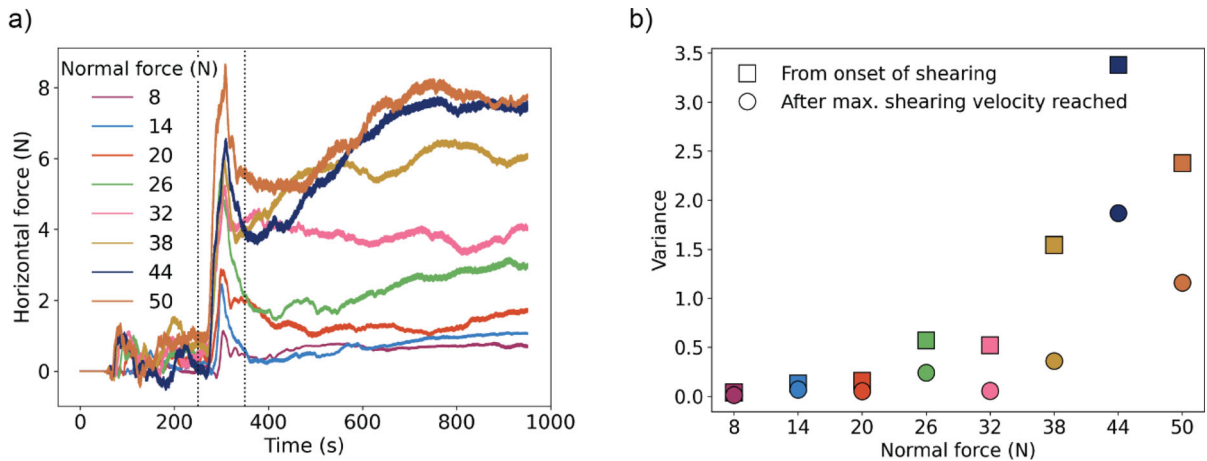 a)
Normal force (N)
8
14
20
26
32
38
44
50
Horizontal force (N)
8
6
4
2
0
0 200 400 600 800 1000
Time (s)
b)
From onset of shearing
After max. shearing velocity reached
Variance
3.5
3.0
2.5
2.0
1.5
1.0
0.5
0.0
8 14 20 26 32 38 44 50
Normal force (N)